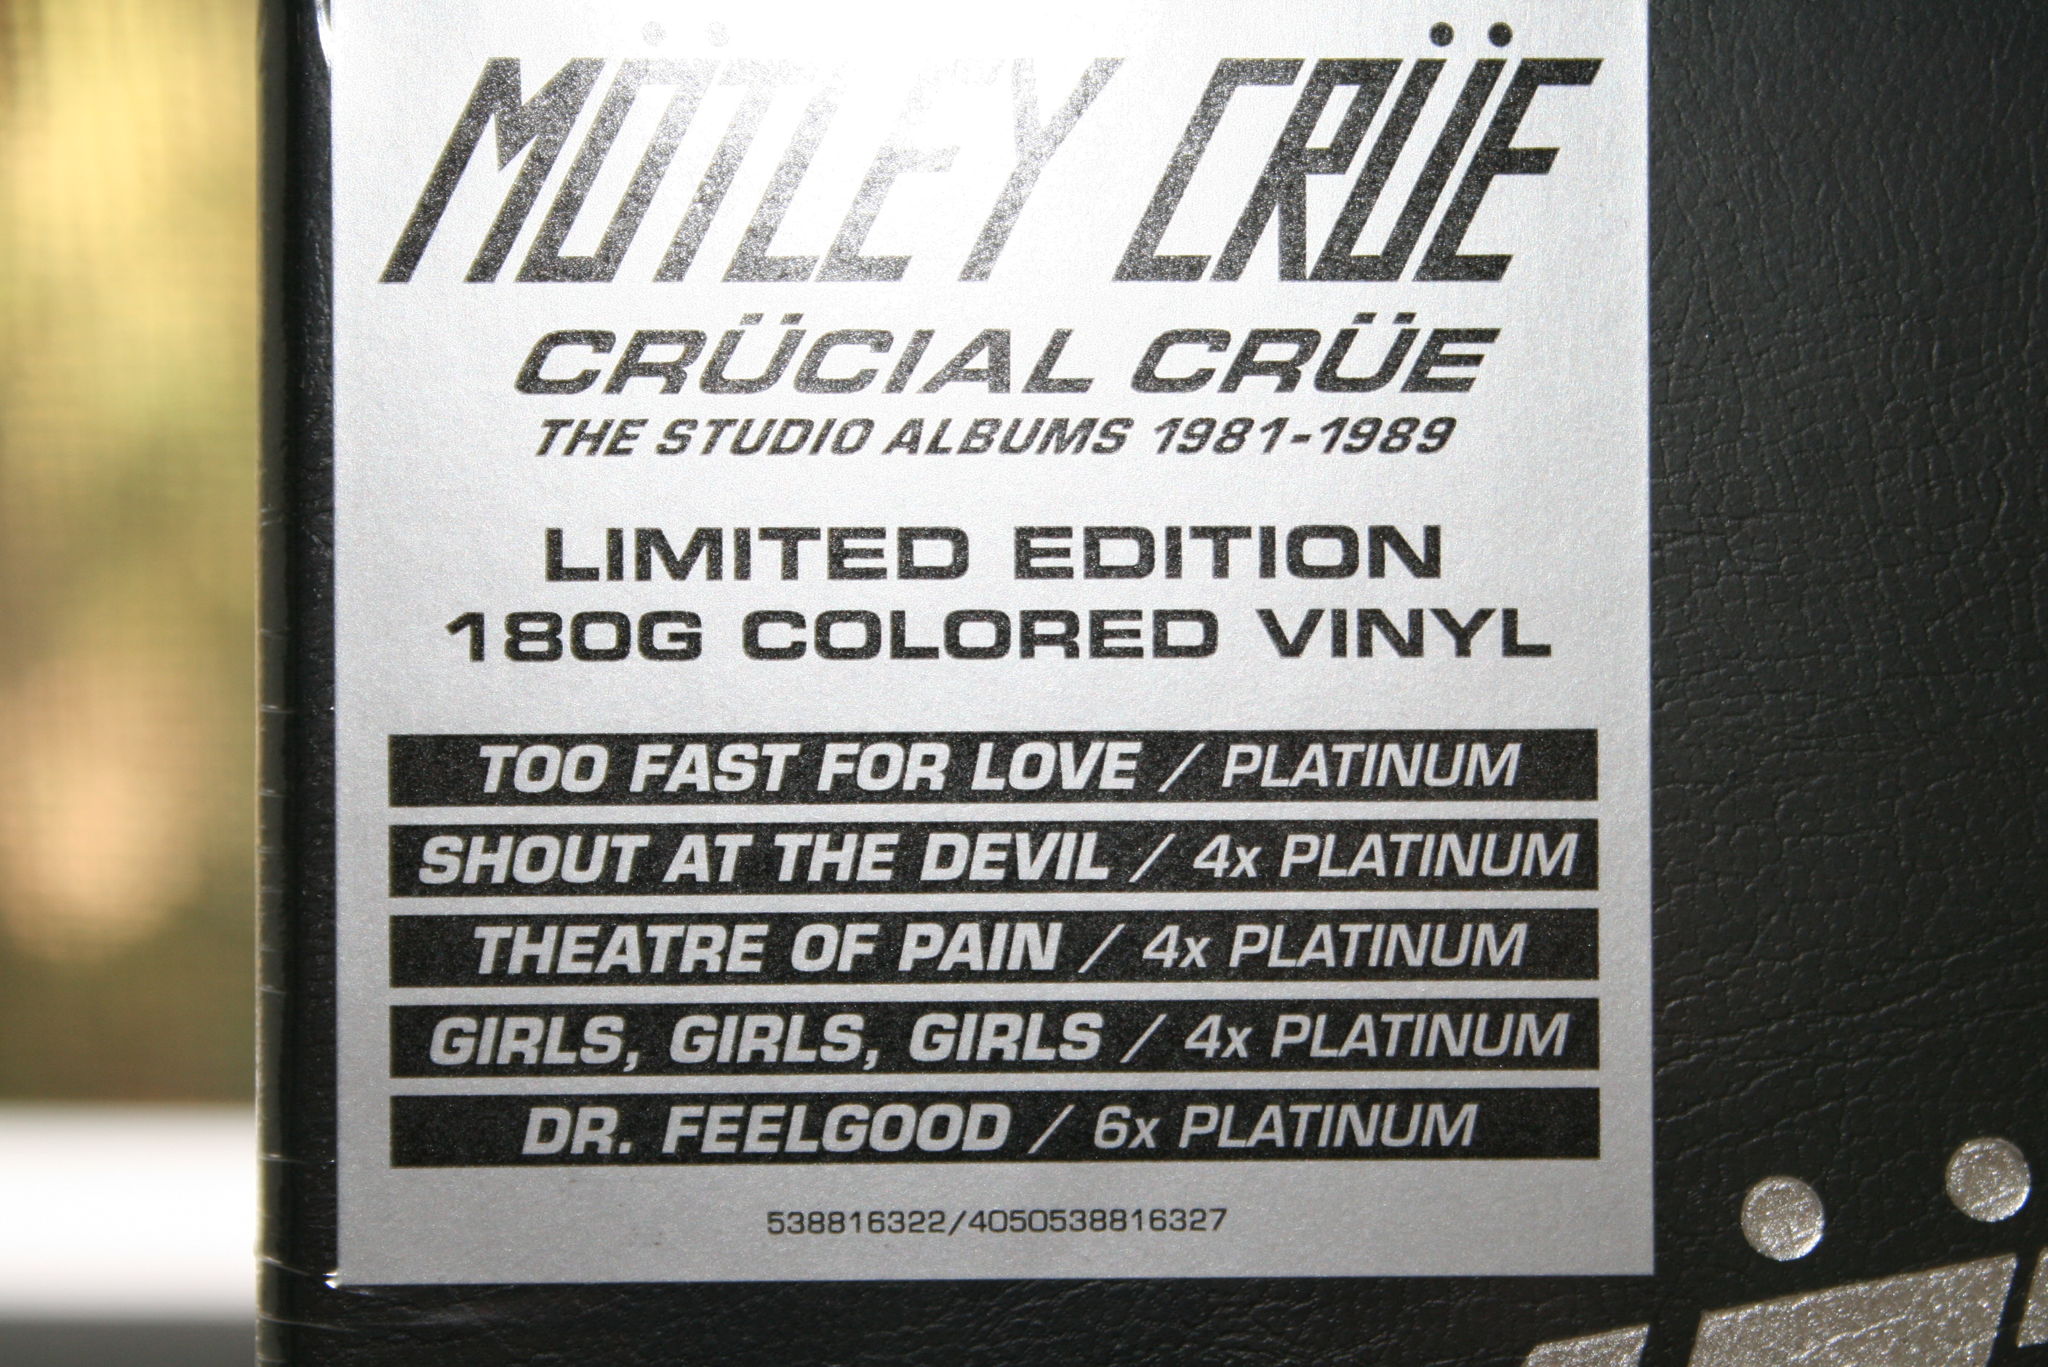 MÖTLEY CRÜE
CRÜCIAL CRÜE
THE STUDIO ALBUMS 1981-1989
LIMITED EDITION
180G COLORED VINYL
TOO FAST FOR LOVE / PLATINUM
SHOUT AT THE DEVIL / 4x PLATINUM
THEATRE OF PAIN / 4x PLATINUM
GIRLS, GIRLS, GIRLS / 4x PLATINUM
DR. FEELGOOD / 6x PLATINUM
538816322/4050538816327